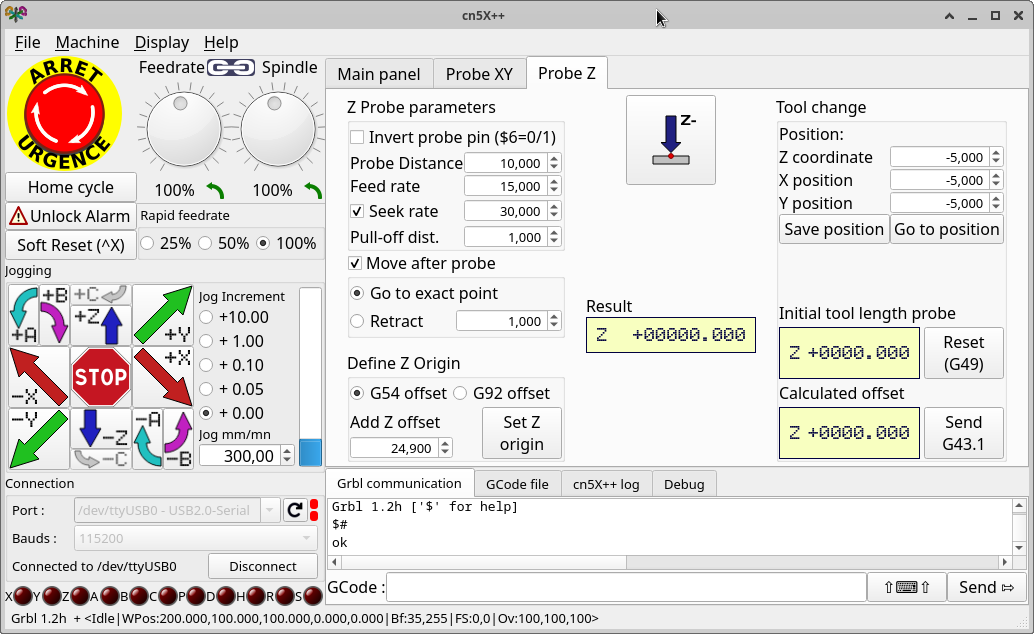 cn5X++
File Machine Display Help
ARRET
URGENCE
Feedrate Spindle
100% 100%
Home cycle
Unlock Alarm
Soft Reset (^X)
Rapid feedrate
25% 50% 100%
Jogging
+B
+A
+C
+Z
+Y
-X
STOP
+X
-Y
-Z
-C
-A
-B
Jog Increment
+10.00
+ 1.00
+ 0.10
+ 0.05
+ 0.00
Jog mm/mn
300,00
Connection
Port : /dev/ttyUSB0 - USB2.0-Serial
Bauds : 115200
Connected to /dev/ttyUSB0 Disconnect
X Y Z A B C P D H R S
Main panel Probe XY Probe Z
Z Probe parameters
Invert probe pin ($6=0/1)
Probe Distance 10,000
Feed rate 15,000
Seek rate 30,000
Pull-off dist. 1,000
Move after probe
Go to exact point
Retract 1,000
Define Z Origin
G54 offset G92 offset
Add Z offset
24,900
Set Z
origin
Z-
Result
Z +00000.000
Tool change
Position:
Z coordinate -5,000
X position -5,000
Y position -5,000
Save position Go to position
Initial tool length probe
Z +0000.000
Reset
(G49)
Calculated offset
Z +0000.000
Send
G43.1
Grbl communication GCode file cn5X++ log Debug
Grbl 1.2h ['$' for help]
$#
ok
GCode : Send
Grbl 1.2h + <Idle|WPos:200.000,100.000,100.000,0.000,0.000|Bf:35,255|FS:0,0|Ov:100,100,100>